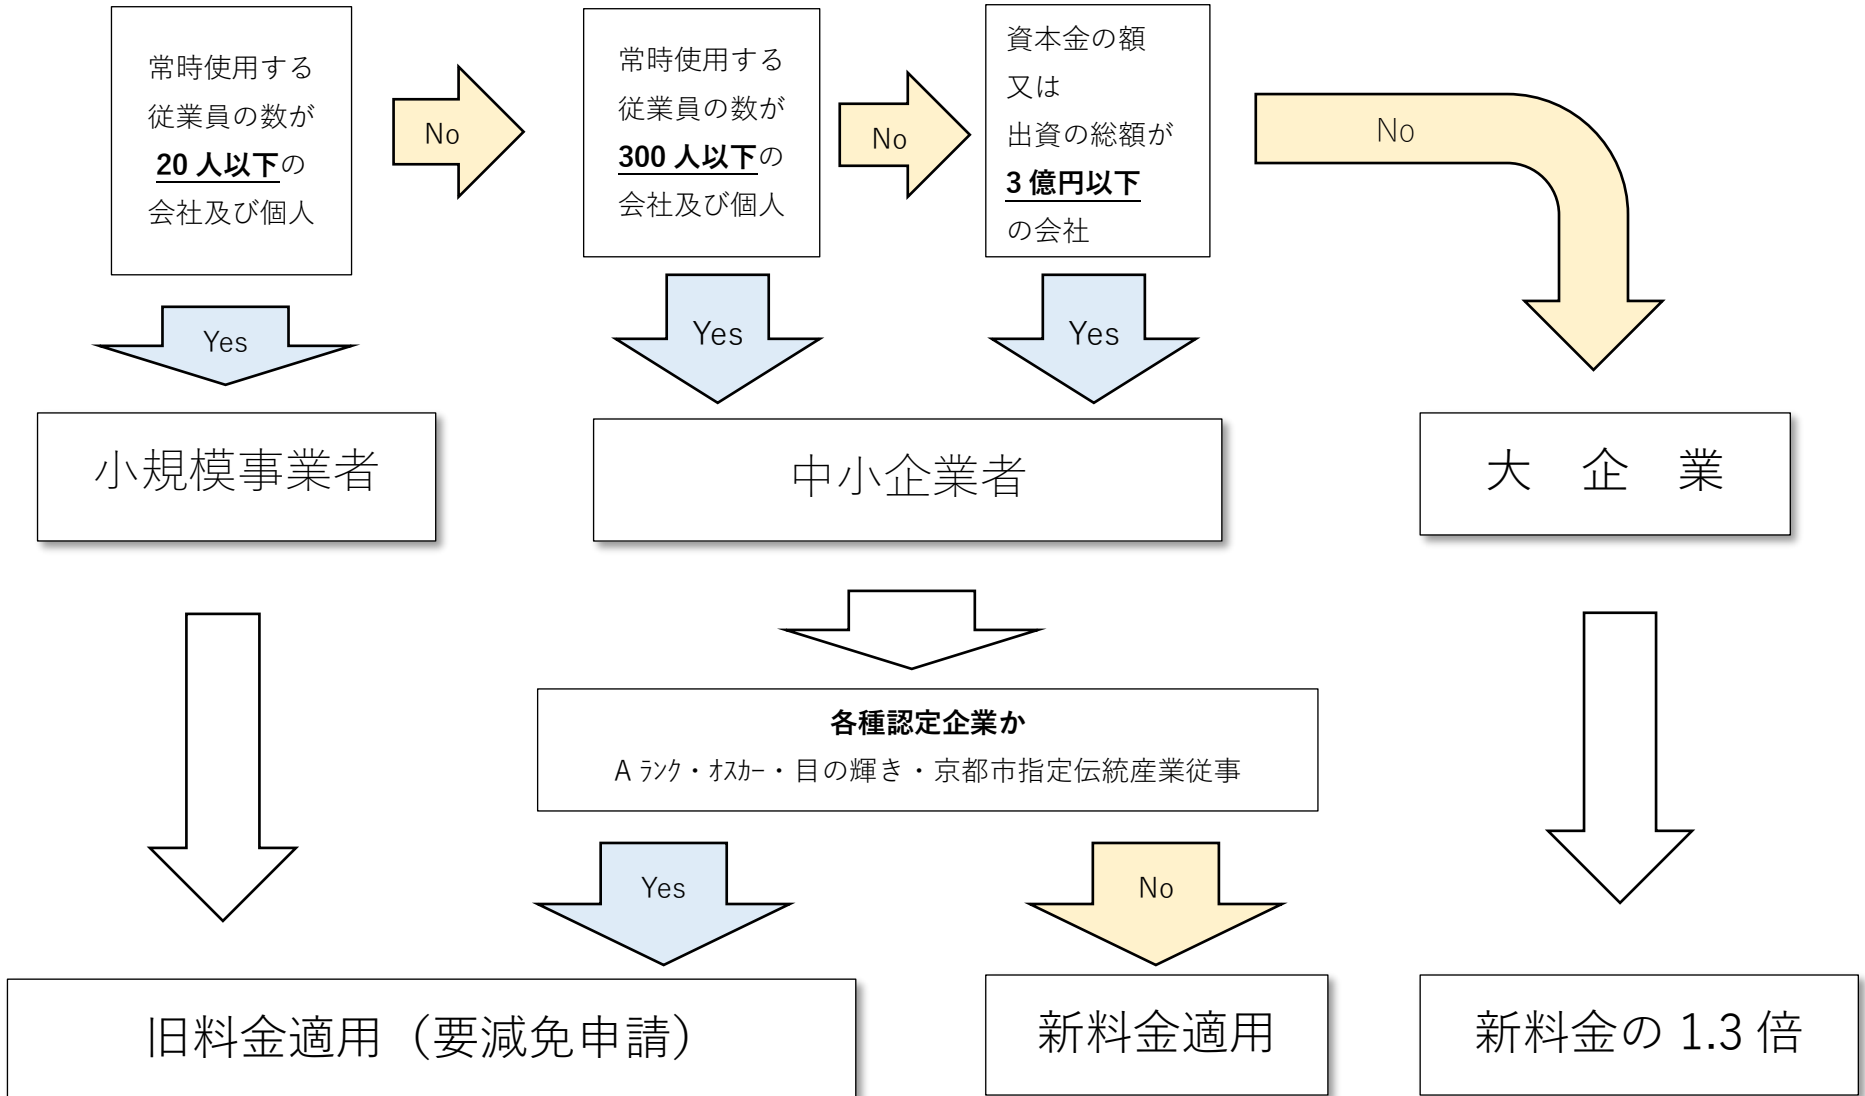 常時使用する
従業員の数が
20 人以下の
会社及び個人
No
常時使用する
従業員の数が
300 人以下の
会社及び個人
No
資本金の額
又は
出資の総額が
3 億円以下
の会社
No
Yes
Yes
Yes
小規模事業者
中小企業者
大 企 業
各種認定企業か
A ﾗﾝｸ・ｵｽｶｰ・目の輝き・京都市指定伝統産業従事
Yes
No
旧料金適用（要減免申請）
新料金適用
新料金の 1.3 倍